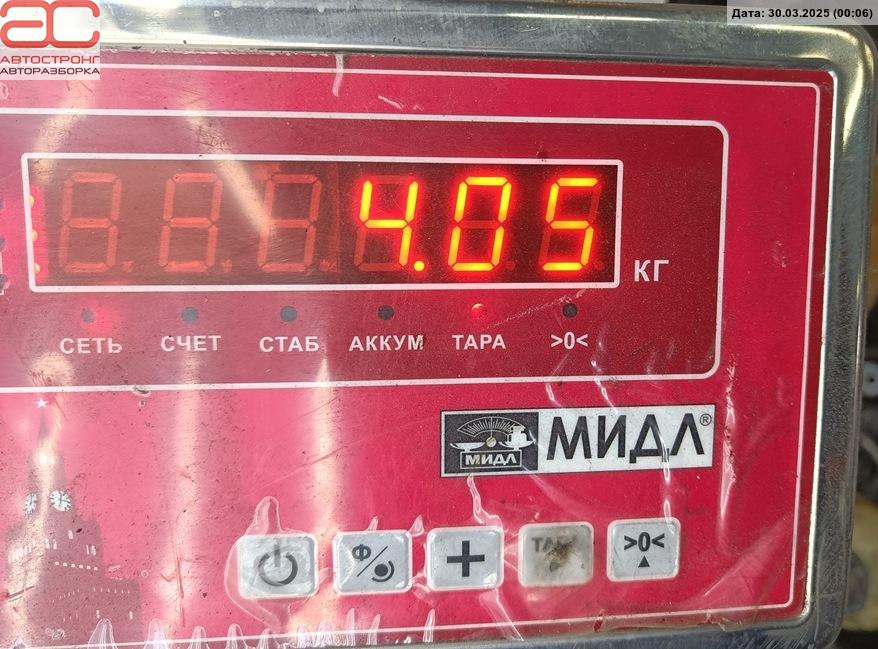 АС
АВТОСТРОНГ
АВТОРАЗБОРКА
Дата: 30.03.2025 (00:06)
4.05
КГ
СЕТЬ СЧЕТ СТАБ АККУМ ТАРА >0<
МИДЛ МИДЛ®
Ф ТАРА >0<